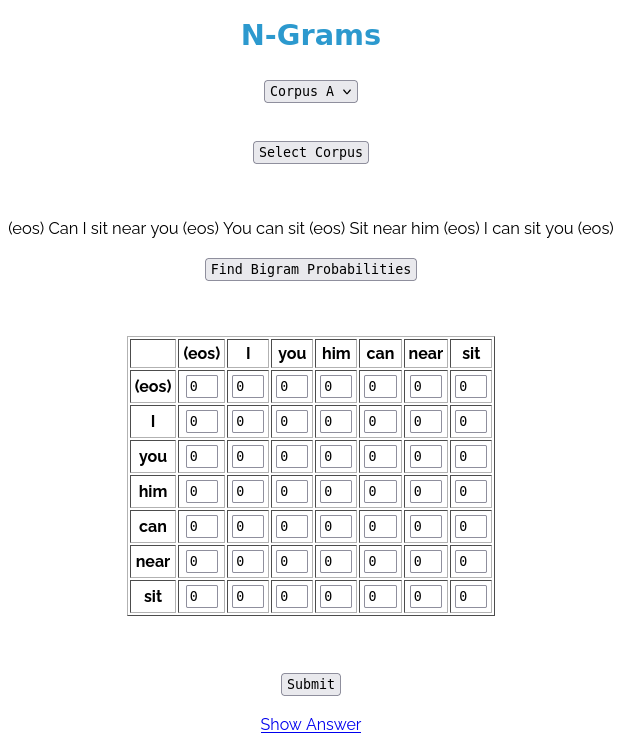 N-Grams
Corpus A
Select Corpus
(eos) Can I sit near you (eos) You can sit (eos) Sit near him (eos) I can sit you (eos)
Find Bigram Probabilities
(eos) I you him can near sit
(eos) 0 0 0 0 0 0 0
I 0 0 0 0 0 0 0
you 0 0 0 0 0 0 0
him 0 0 0 0 0 0 0
can 0 0 0 0 0 0 0
near 0 0 0 0 0 0 0
sit 0 0 0 0 0 0 0
Submit
Show Answer